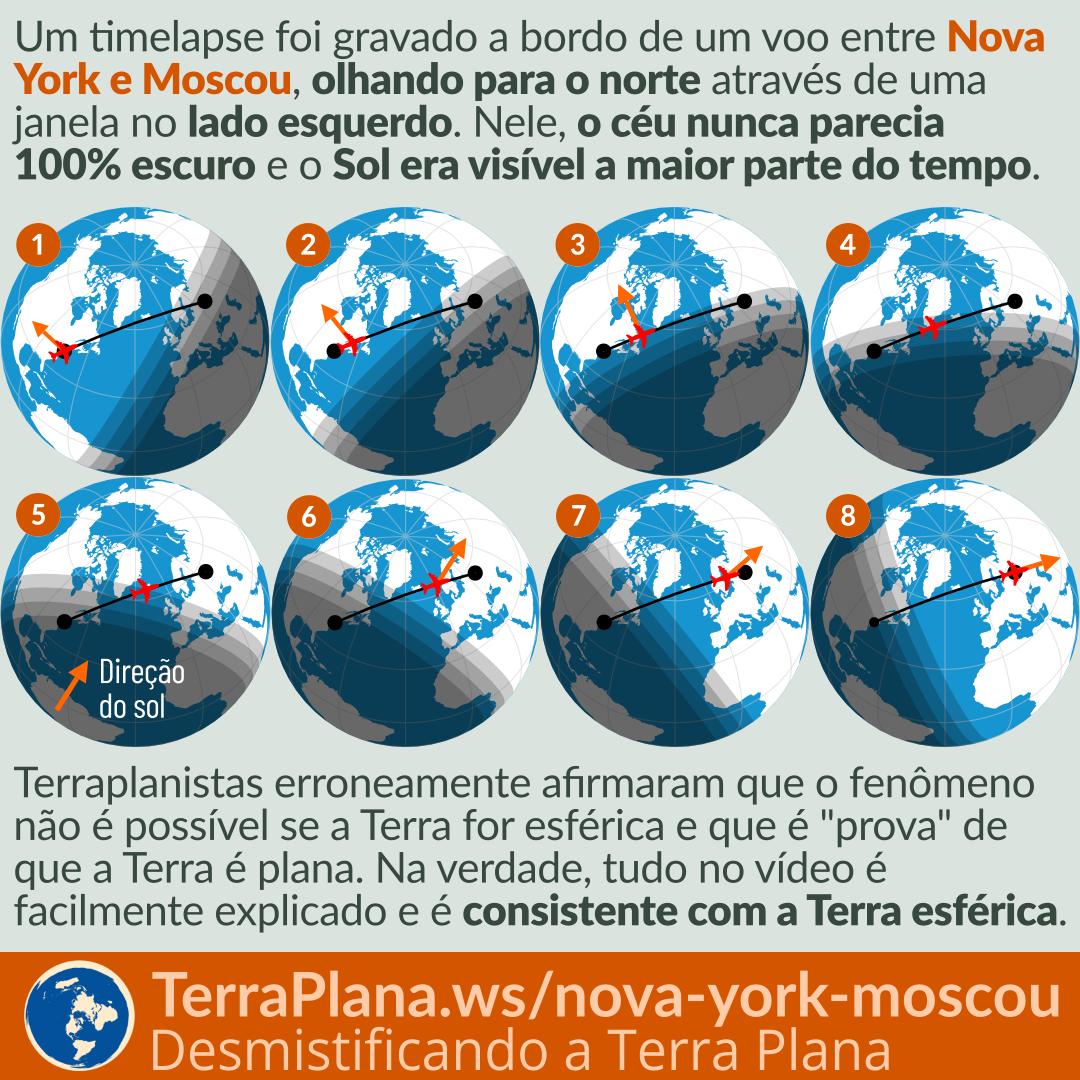 Um timelapse foi gravado a bordo de um voo entre Nova
York e Moscou, olhando para o norte através de uma
janela no lado esquerdo. Nele, o céu nunca parecia
100% escuro e o Sol era visível a maior parte do tempo.
1
2
3
4
5
6
7
8
Direção
do sol
Terraplanistas erroneamente afirmaram que o fenômeno
não é possível se a Terra for esférica e que é "prova" de
que a Terra é plana. Na verdade, tudo no vídeo é
facilmente explicado e é consistente com a Terra esférica.
TerraPlana.ws/nova-york-moscou
Desmistificando a Terra Plana